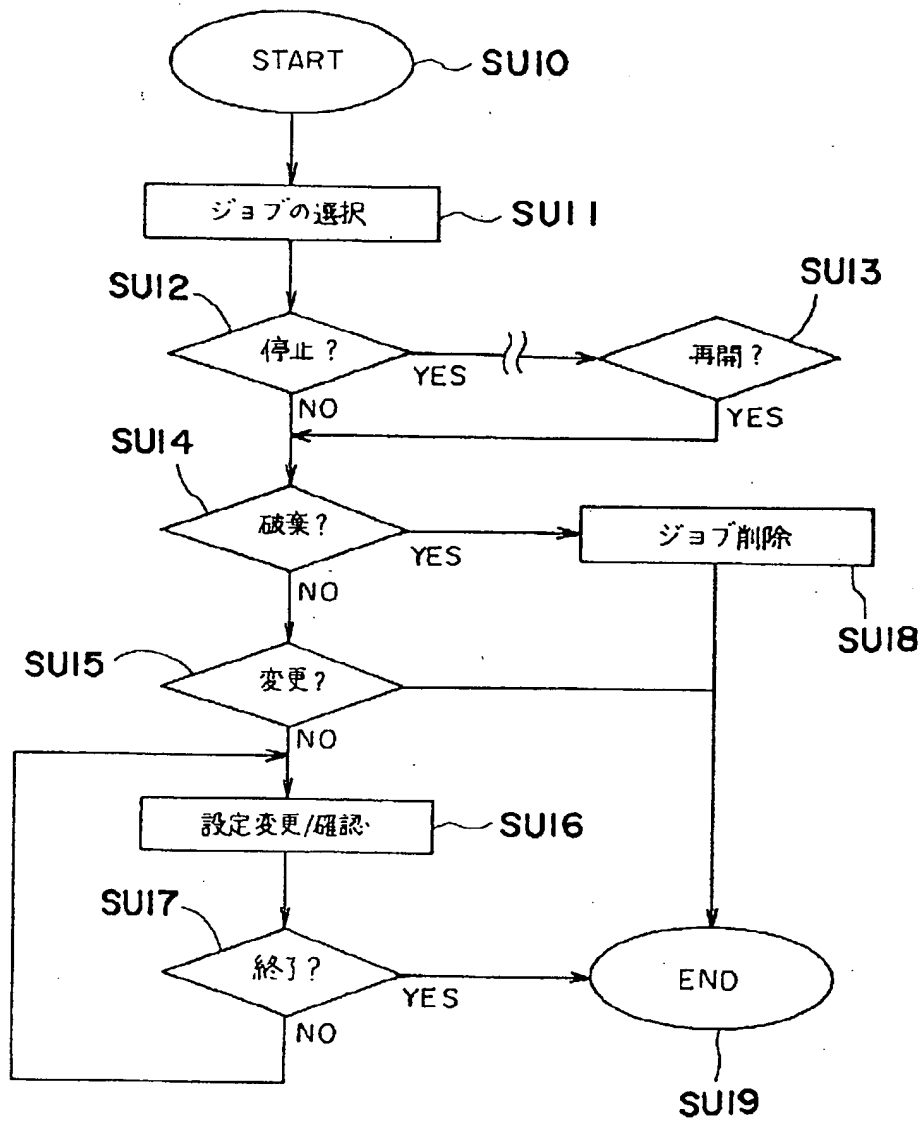 START
SU10
ジョブの選択
SU11
SU12
停止?
YES
NO
SU13
再開?
YES
SU14
破棄?
YES
NO
ジョブ削除
SU18
SU15
変更?
NO
設定変更/確認
SU16
SU17
終了?
YES
NO
END
SU19